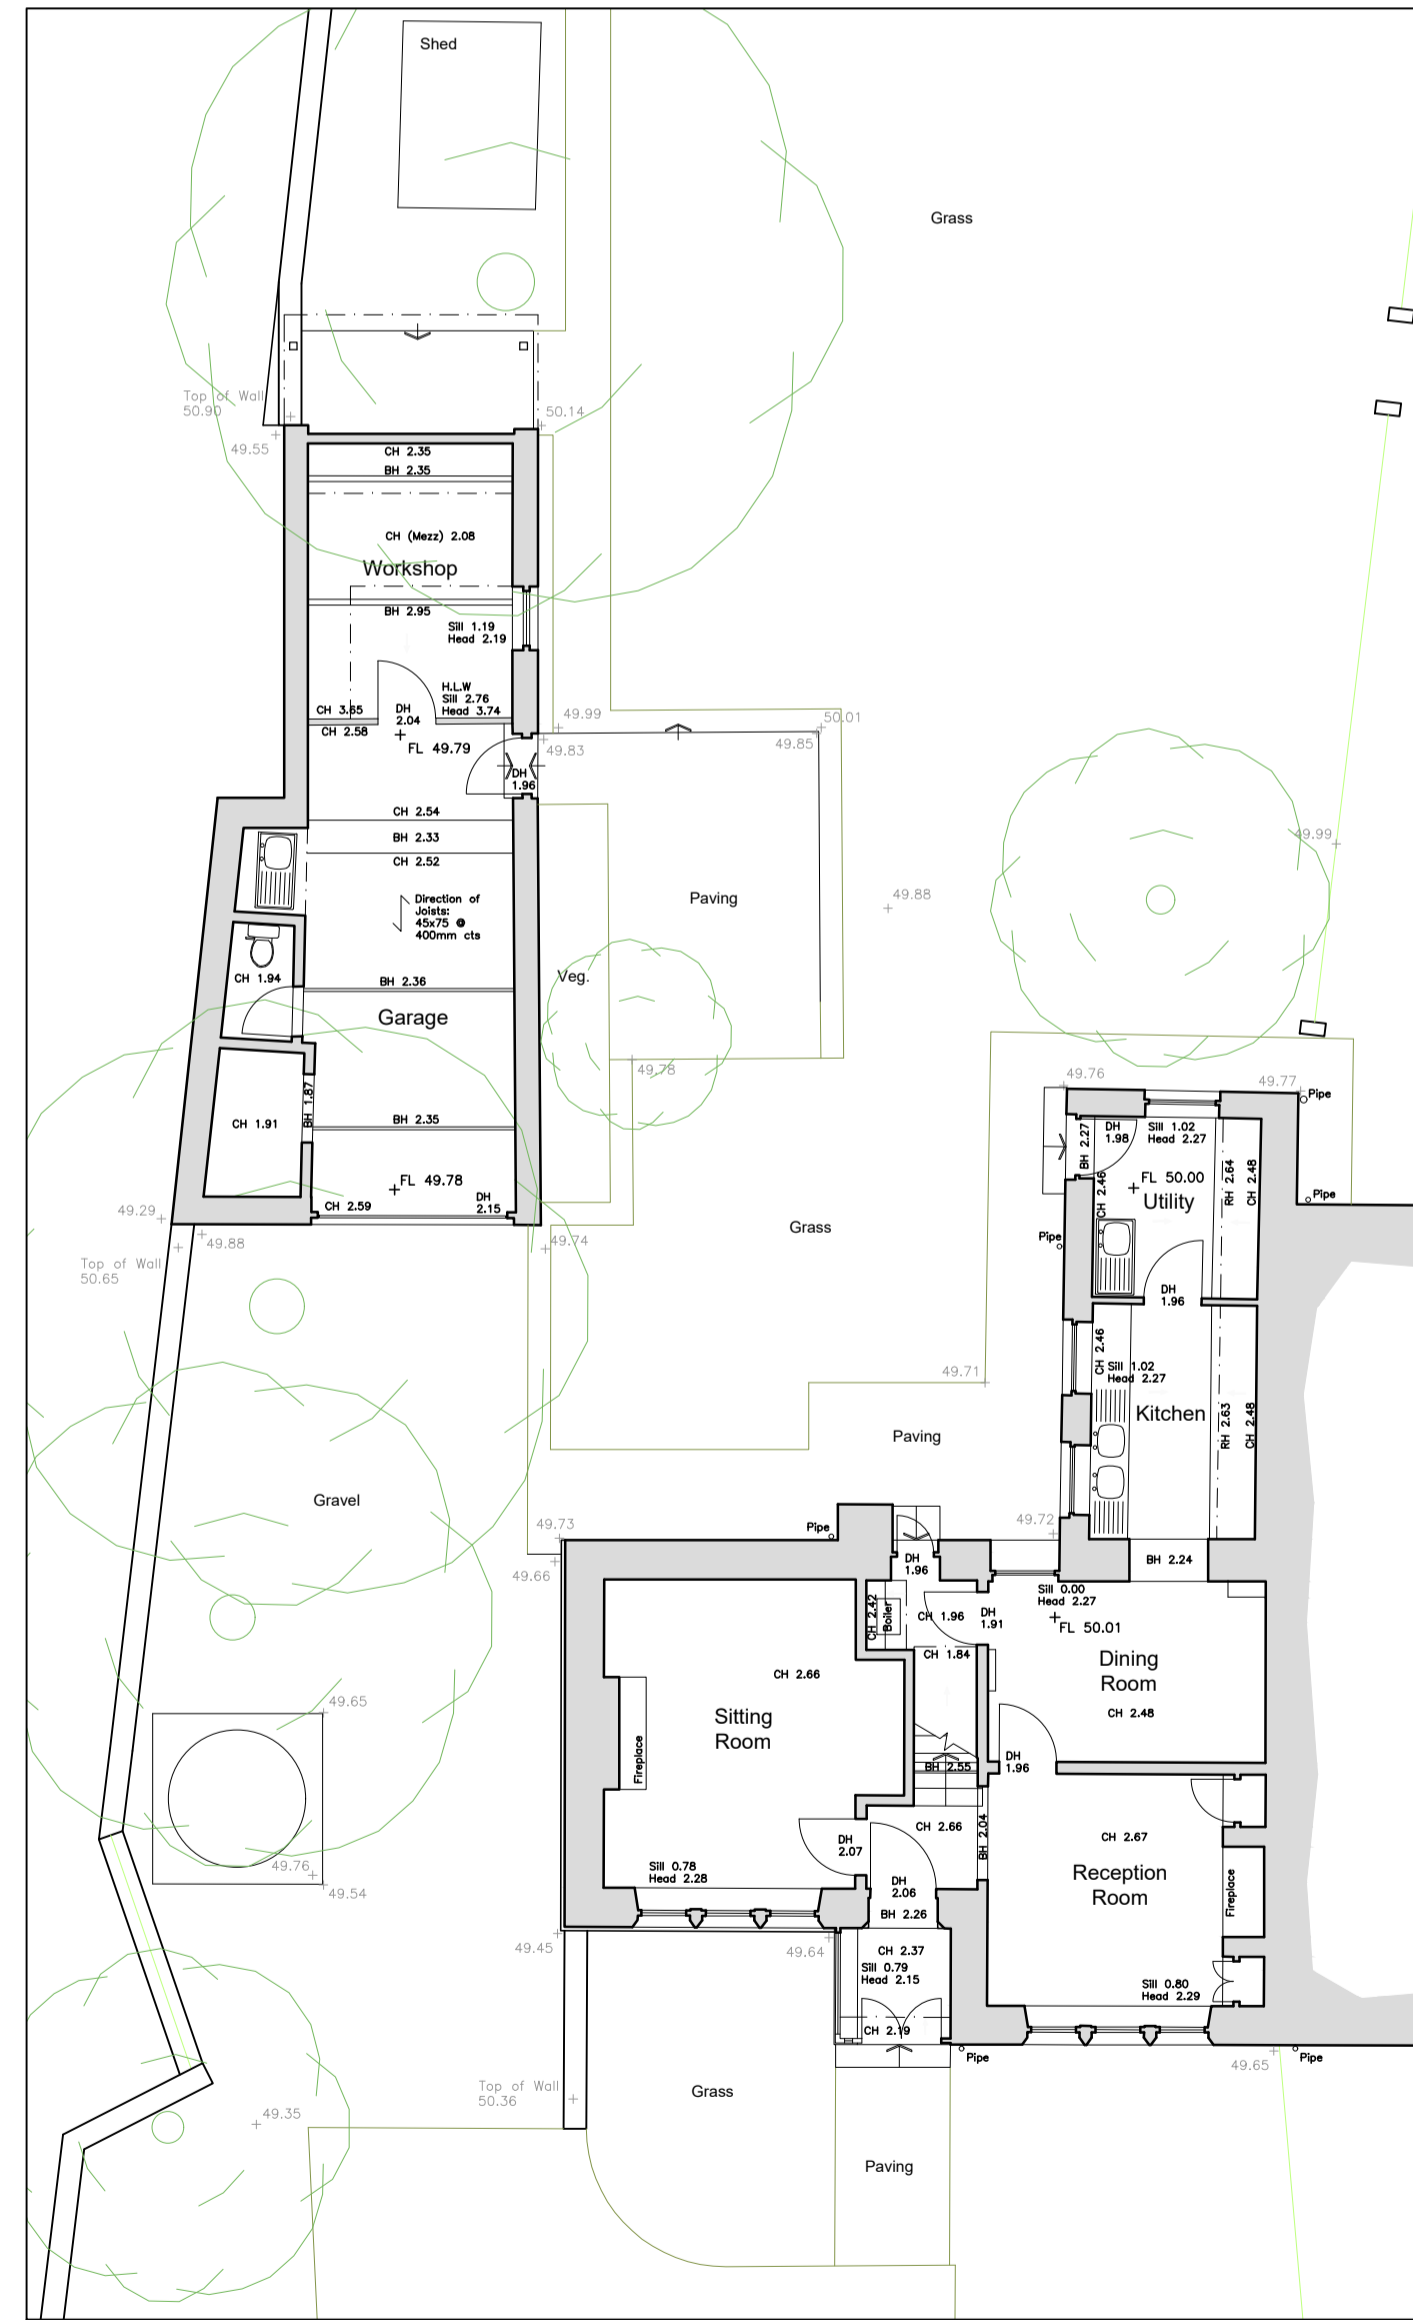 Shed
Grass
Top of Wall
50.90
49.55
50.14
CH 2.35
BH 2.35
CH (Mezz) 2.08
Workshop
BH 2.95
Sill 1.19
Head 2.19
H.L.W
Sill 2.76
Head 3.74
CH 3.65
CH 2.58
DH
2.04
FL 49.79
49.99
49.83
50.01
49.85
DH
1.96
CH 2.54
BH 2.33
CH 2.52
Direction of
Joists:
45x75 @
400mm cts
Paving
49.88
49.99
Veg.
CH 1.94
BH 2.36
Garage
49.78
BH 1.87
CH 1.91
BH 2.35
FL 49.78
CH 2.59
DH
2.15
49.29
49.88
Top of Wall
50.65
49.74
Grass
49.76
49.77
Pipe
BH 2.27
DH
1.98
Sill 1.02
Head 2.27
FL 50.00
Utility
CH 2.46
RH 2.64
CH 2.48
Pipe
Pipe
DH
1.96
CH 2.46
Sill 1.02
Head 2.27
Kitchen
RH 2.63
CH 2.48
49.71
Paving
Gravel
49.73
49.66
Pipe
49.72
DH
1.96
BH 2.24
Sill 0.00
Head 2.27
FL 50.01
CH 2.42
Boiler
CH 1.96
DH
1.91
CH 1.84
Dining
Room
CH 2.48
CH 2.66
Sitting
Room
Fireplace
49.65
BH 2.55
DH
1.96
CH 2.66
BH 2.04
CH 2.67
DH
2.07
Reception
Room
Fireplace
Sill 0.78
Head 2.28
DH
2.06
BH 2.26
49.76
49.54
49.45
49.64
CH 2.37
Sill 0.79
Head 2.15
CH 2.19
Sill 0.80
Head 2.29
Pipe
49.65
Pipe
Top of Wall
50.36
Grass
49.35
Paving